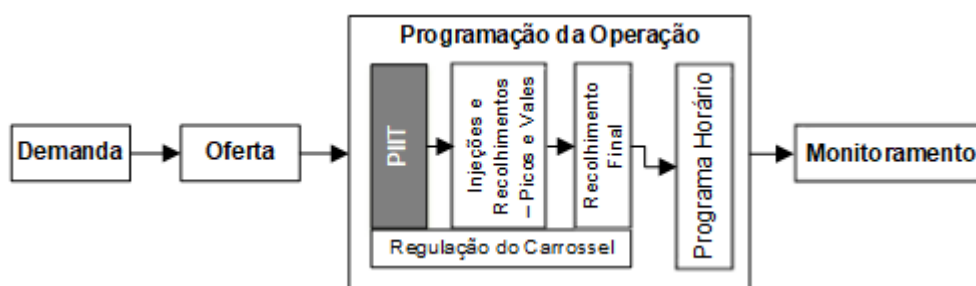 Programação da Operação
Demanda
Oferta
PIIT
Injeções e
Recolhimentos
– Picos e Vales
Recolhimento
Final
Regulação do Carrossel
Programa Horário
Monitoramento